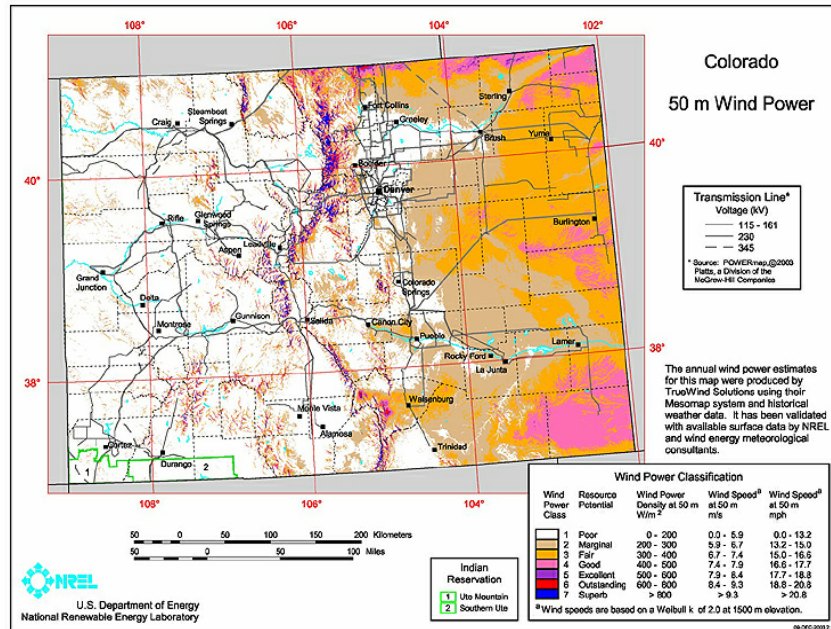 108° 106° 104° 102°
Colorado
50 m Wind Power
Sterling
Fort Collins
Steamboat
Springs
Craig
Greeley
Brush
Yuma
40° 40°
Boulder
Denver
Transmission Line*
Voltage (kV)
115 - 161
230
345
* Source: POWERmap, ©2003
Platts, a Division of the
McGraw-Hill Companies
Rifle
Glenwood
Springs
Burlington
Leadville
Aspen
Grand
Junction
Colorado
Springs
Delta
Montrose
Gunnison
Salida
Canon City
Pueblo
Rocky Ford
Lamar
La Junta
38° 38°
The annual wind power estimates
for this map were produced by
TrueWind Solutions using their
Mesomap system and historical
weather data. It has been validated
with available surface data by NREL
and wind energy meteorological
consultants.
Walsenburg
Monte Vista
Alamosa
Trinidad
Cortez
Durango
1 2
108° 106° 104°
Wind Power Classification
Wind Power Class
Resource Potential
Wind Power Density at 50 m W/m²
Wind Speedª at 50 m m/s
Wind Speedª at 50 m mph
1 Poor 0 - 200 0.0 - 5.9 0.0 - 13.2
2 Marginal 200 - 300 5.9 - 6.7 13.2 - 15.0
3 Fair 300 - 400 6.7 - 7.4 15.0 - 16.6
4 Good 400 - 500 7.4 - 7.9 16.6 - 17.7
5 Excellent 500 - 600 7.9 - 8.4 17.7 - 18.8
6 Outstanding 600 - 800 8.4 - 9.3 18.8 - 20.8
7 Superb > 800 > 9.3 > 20.8
ª Wind speeds are based on a Weibull k of 2.0 at 1500 m elevation.
50 0 50 100 150 200 Kilometers
50 0 50 100 Miles
Indian
Reservation
1 Ute Mountain
2 Southern Ute
NREL
U.S. Department of Energy
National Renewable Energy Laboratory